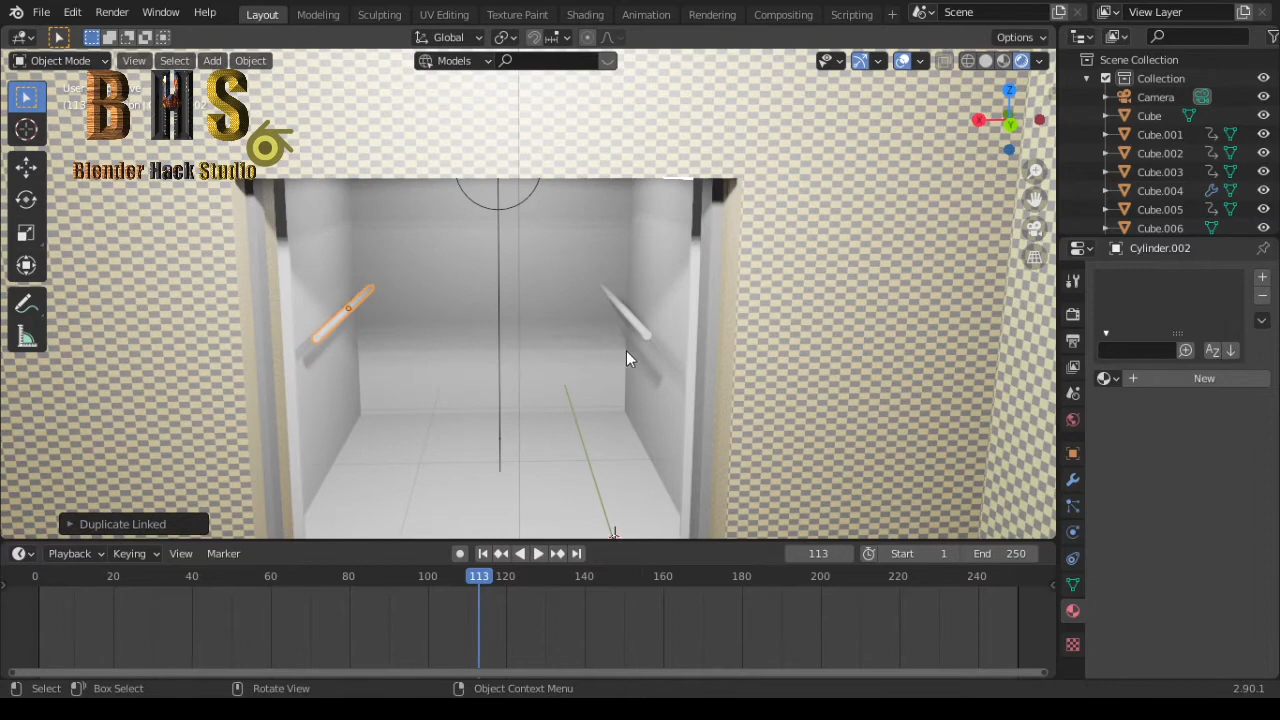 File Edit Render Window Help Layout Modeling Sculpting UV Editing Texture Paint Shading Animation Rendering Compositing Scripting Scene View Layer
Global Options
Object Mode View Select Add Object Models
Scene Collection
Collection
Camera
Cube
Cube.001
Cube.002
Cube.003
Cube.004
Cube.005
Cube.006
BHS
Blender Hack Studio
X
Y
Z
Cylinder.002
New
Duplicate Linked
Playback Keying View Marker 113 Start 1 End 250
0 20 40 60 80 100 113 120 140 160 180 200 220 240
Select Box Select Rotate View Object Context Menu 2.90.1